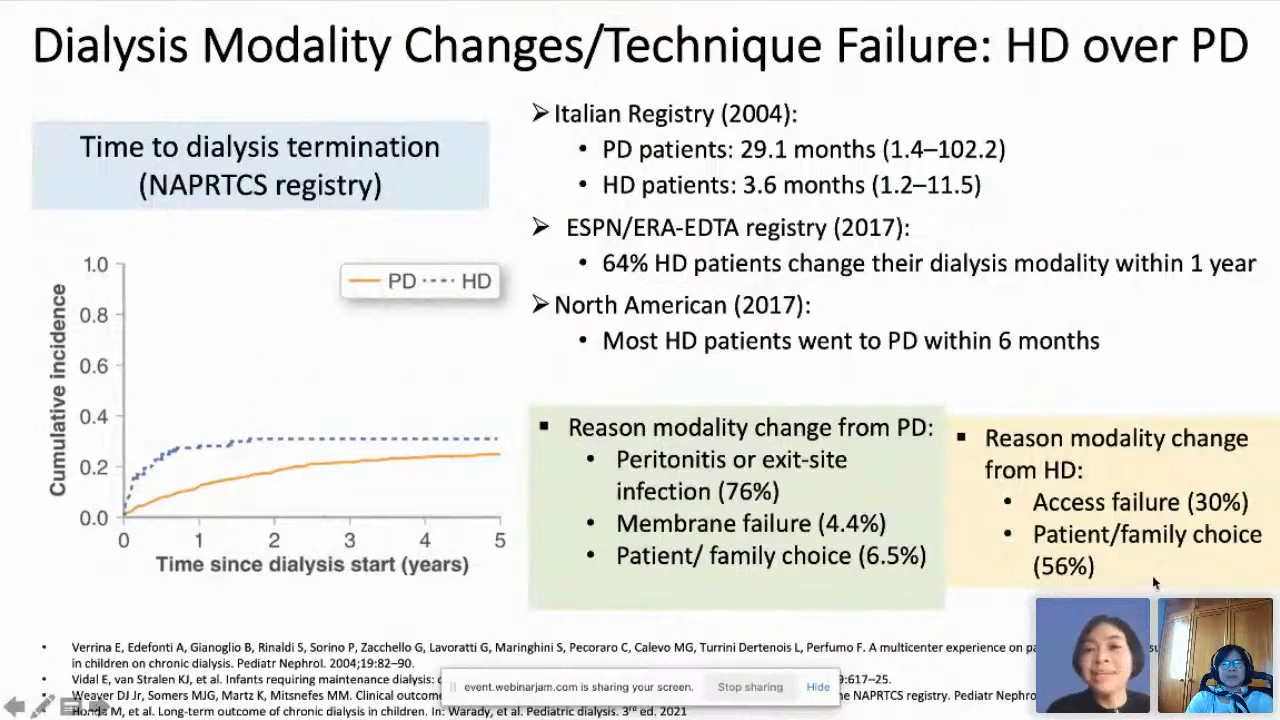 Dialysis Modality Changes/Technique Failure: HD over PD
Time to dialysis termination
(NAPRTCS registry)
1.0
0.8
0.6
0.4
0.2
0.0
Cumulative incidence
PD
HD
0 1 2 3 4 5
Time since dialysis start (years)
➢ Italian Registry (2004):
• PD patients: 29.1 months (1.4–102.2)
• HD patients: 3.6 months (1.2–11.5)
➢ ESPN/ERA-EDTA registry (2017):
• 64% HD patients change their dialysis modality within 1 year
➢ North American (2017):
• Most HD patients went to PD within 6 months
▪ Reason modality change from PD:
• Peritonitis or exit-site
infection (76%)
• Membrane failure (4.4%)
• Patient/ family choice (6.5%)
▪ Reason modality change
from HD:
• Access failure (30%)
• Patient/family choice
(56%)
• Verrina E, Edefonti A, Gianoglio B, Rinaldi S, Sorino P, Zacchello G, Lavoratti G, Maringhini S, Pecoraro C, Calevo MG, Turrini Dertenois L, Perfumo F. A multicenter experience on
in children on chronic dialysis. Pediatr Nephrol. 2004;19:82–90.
• Vidal E, van Stralen KJ, et al. Infants requiring maintenance dialysis: :617–25.
• Weaver DJ Jr, Somers MJG, Martz K, Mitsnefes MM. Clinical outcome NAPRTCS registry. Pediatr
• Honda M, et al. Long-term outcome of chronic dialysis in children. In: Warady, et al. Pediatric dialysis. 3rd ed. 2021
event.webinarjam.com is sharing your screen.
Stop sharing
Hide